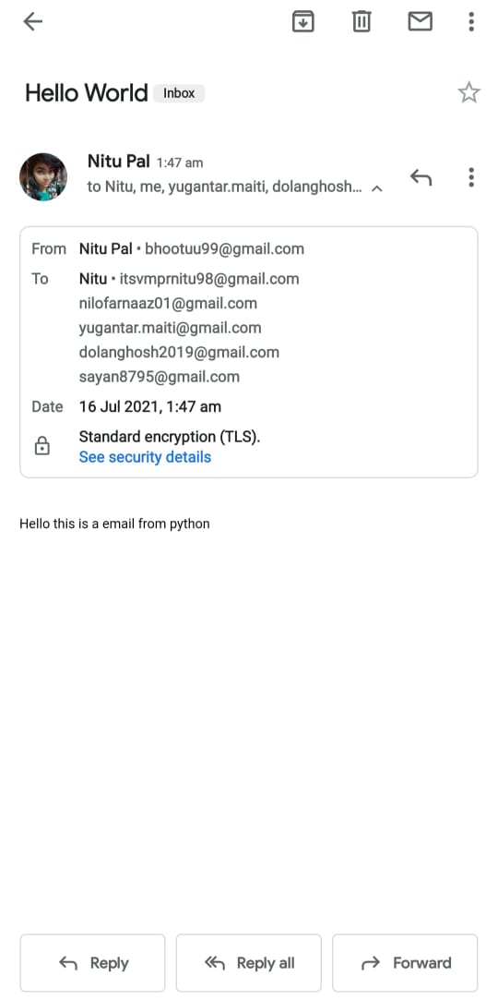 Hello World Inbox
Nitu Pal 1:47 am
to Nitu, me, yugantar.maiti, dolanghosh...
From Nitu Pal • bhootuu99@gmail.com
To Nitu • itsvmprnitu98@gmail.com
nilofarnaaz01@gmail.com
yugantar.maiti@gmail.com
dolanghosh2019@gmail.com
sayan8795@gmail.com
Date 16 Jul 2021, 1:47 am
Standard encryption (TLS).
See security details
Hello this is a email from python
Reply Reply all Forward